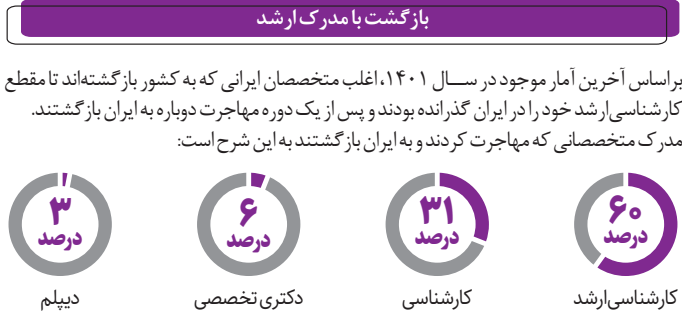 بازگشت با مدرک ارشد
براساس آخرین آمار موجود در ســال ۱۴۰۱، اغلب متخصصان ایرانی که به کشور بازگشته‌اند تا مقطع
کارشناسی‌ارشد خود را در ایران گذرانده بودند و پس از یک دوره مهاجرت دوباره به ایران بازگشتند.
مدرک متخصصانی که مهاجرت کردند و به ایران بازگشتند به این شرح است:
۶۰ درصد
کارشناسی‌ارشد
۳۱ درصد
کارشناسی
۶ درصد
دکتری تخصصی
۳ درصد
دیپلم